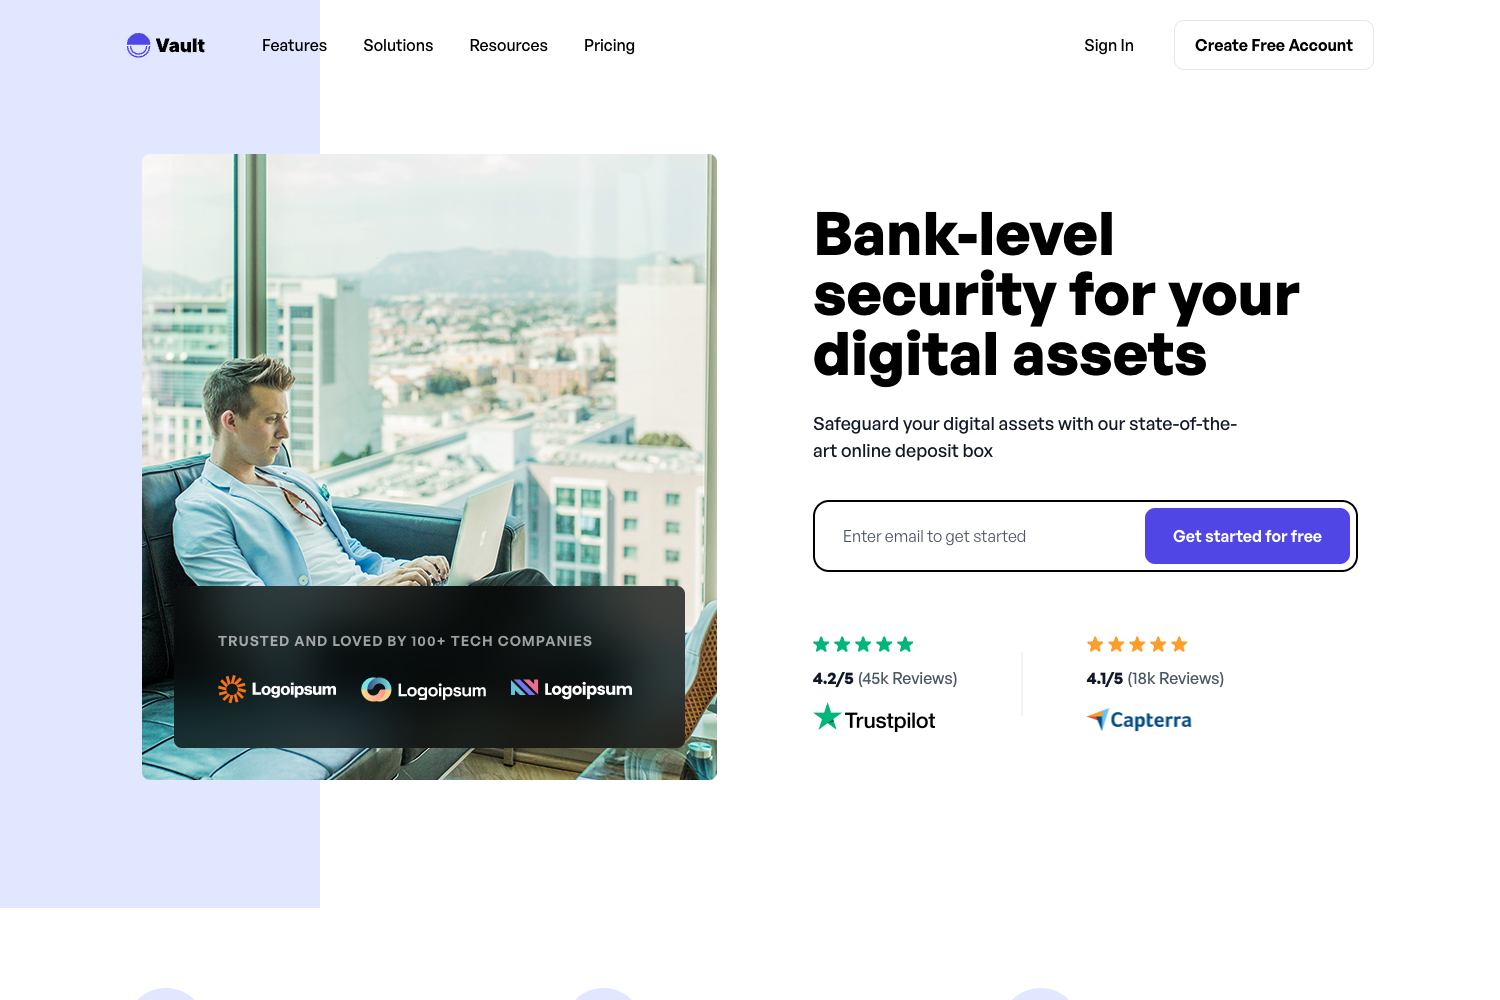 Vault
Features
Solutions
Resources
Pricing
Sign In
Create Free Account
TRUSTED AND LOVED BY 100+ TECH COMPANIES
Logoipsum
Logoipsum
Logoipsum
Bank-level
security for your
digital assets
Safeguard your digital assets with our state-of-the-
art online deposit box
Enter email to get started
Get started for free
4.2/5 (45k Reviews)
Trustpilot
4.1/5 (18k Reviews)
Capterra